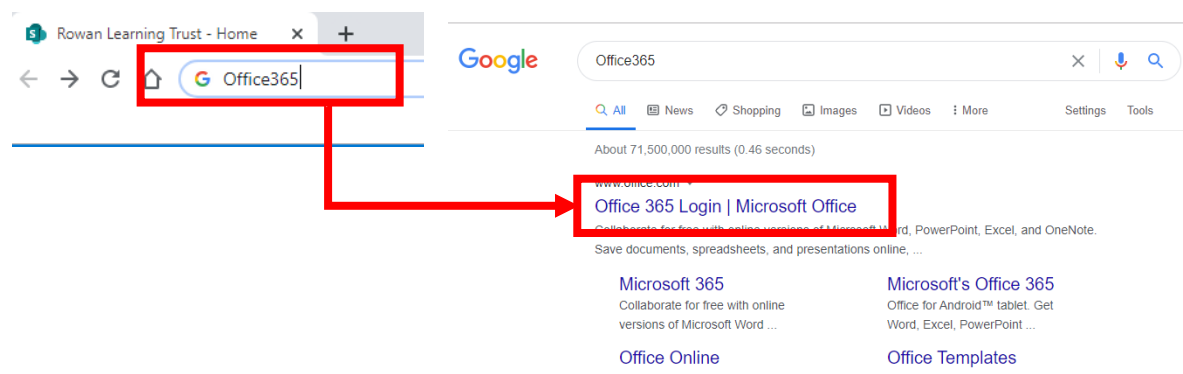 Rowan Learning Trust - Home
Office365
Google
Office365
All News Shopping Images Videos More Settings Tools
About 71,500,000 results (0.46 seconds)
www.office.com
Office 365 Login | Microsoft Office
Collaborate for free with online versions of Microsoft Word, PowerPoint, Excel, and OneNote.
Save documents, spreadsheets, and presentations online, ...
Microsoft 365
Collaborate for free with online
versions of Microsoft Word ...
Microsoft's Office 365
Office for Android™ tablet. Get
Word, Excel, PowerPoint ...
Office Online
Office Templates